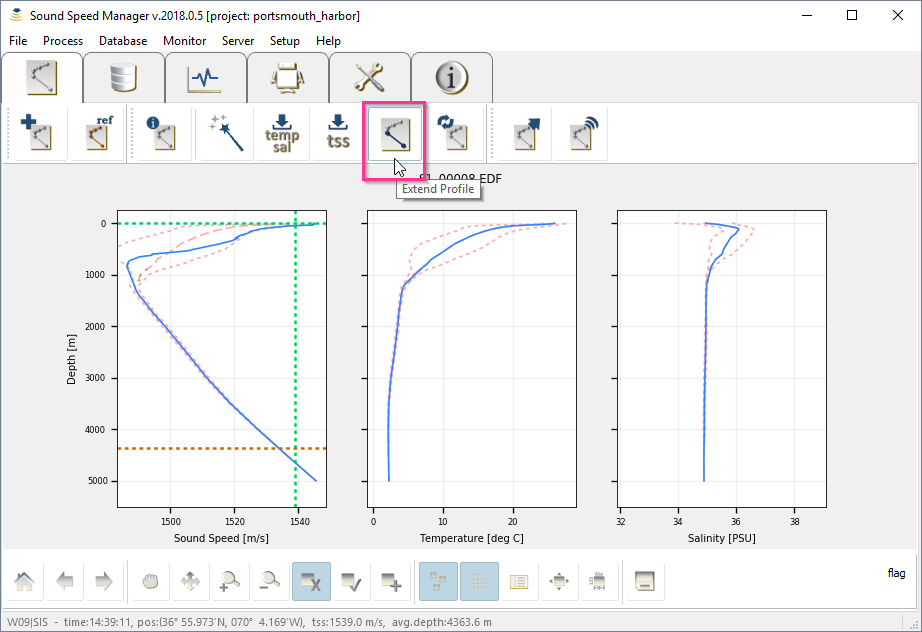 Sound Speed Manager v.2018.0.5 [project: portsmouth_harbor]
File Process Database Monitor Server Setup Help
ref
temp
sal
tss
00008.EDF
Extend Profile
0
1000
2000
3000
4000
5000
Depth [m]
1500 1520 1540
Sound Speed [m/s]
0 10 20
Temperature [deg C]
32 34 36 38
Salinity [PSU]
flag
W09|SIS - time:14:39:11, pos:(36° 55.973'N, 070° 4.169'W), tss:1539.0 m/s, avg.depth:4363.6 m